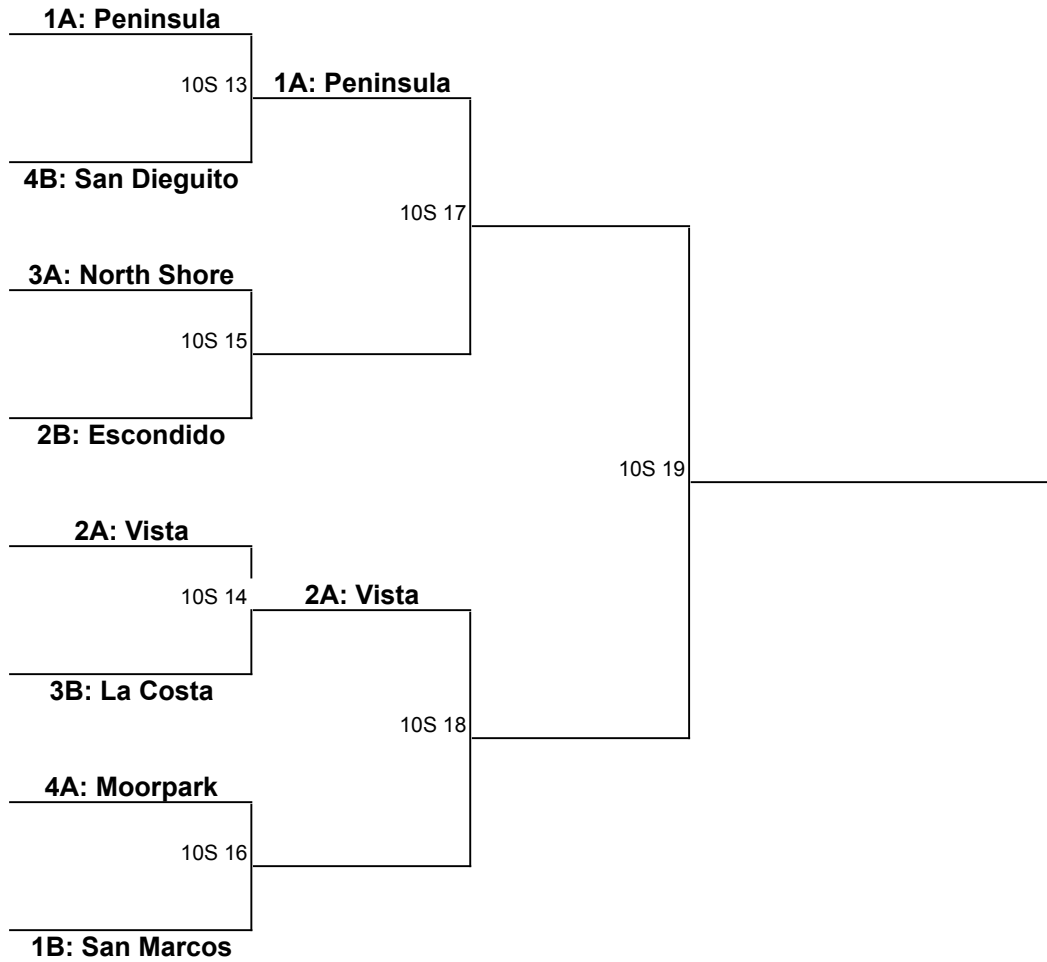 1A: Peninsula
10S 13
1A: Peninsula
4B: San Dieguito
10S 17
3A: North Shore
10S 15
2B: Escondido
10S 19
2A: Vista
10S 14
2A: Vista
3B: La Costa
10S 18
4A: Moorpark
10S 16
1B: San Marcos